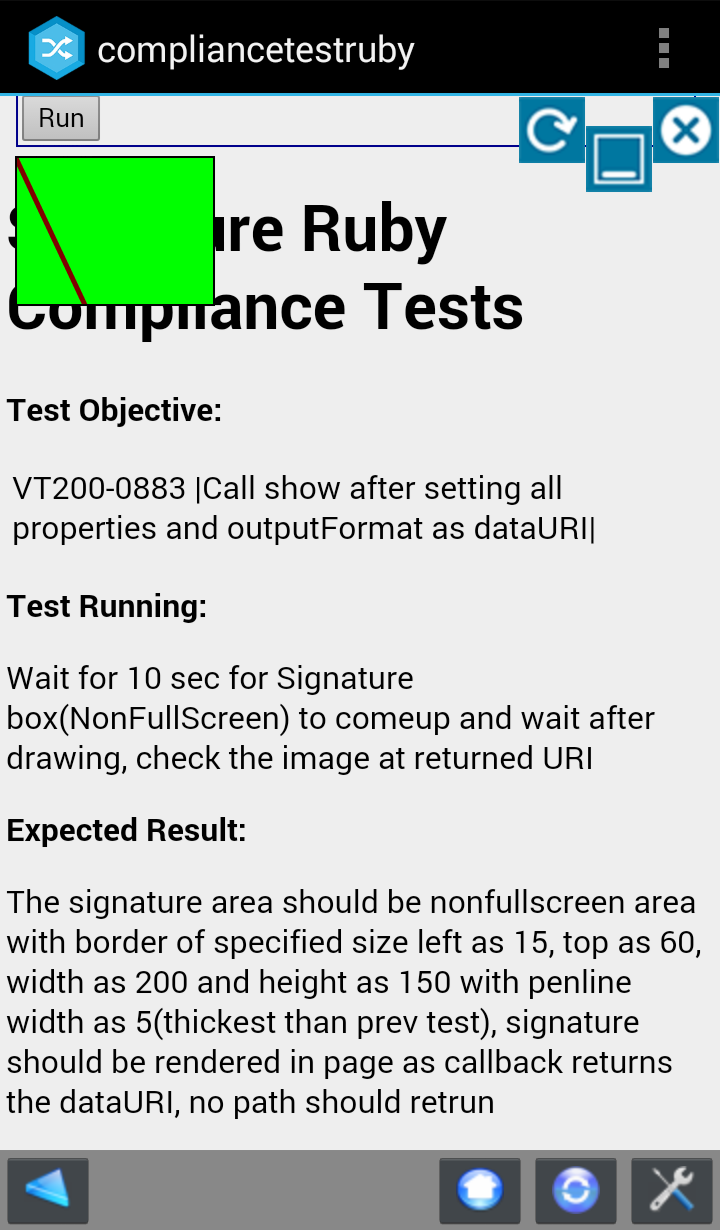 compliancetestruby
Run
ure Ruby
Compliance Tests
Test Objective:
VT200-0883 |Call show after setting all
properties and outputFormat as dataURI|
Test Running:
Wait for 10 sec for Signature
box(NonFullScreen) to comeup and wait after
drawing, check the image at returned URI
Expected Result:
The signature area should be nonfullscreen area
with border of specified size left as 15, top as 60,
width as 200 and height as 150 with penline
width as 5(thickest than prev test), signature
should be rendered in page as callback returns
the dataURI, no path should retrun